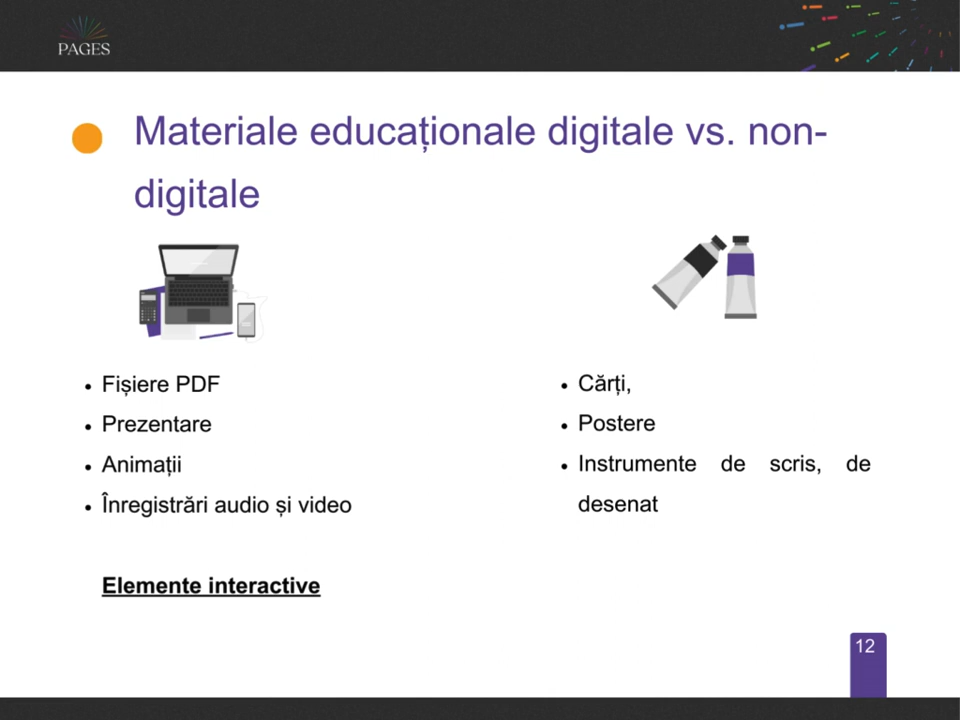 PAGES
Materiale educaționale digitale vs. non-
digitale
• Fișiere PDF
• Prezentare
• Animații
• Înregistrări audio și video
Elemente interactive
• Cărți,
• Postere
• Instrumente de scris, de
desenat
12